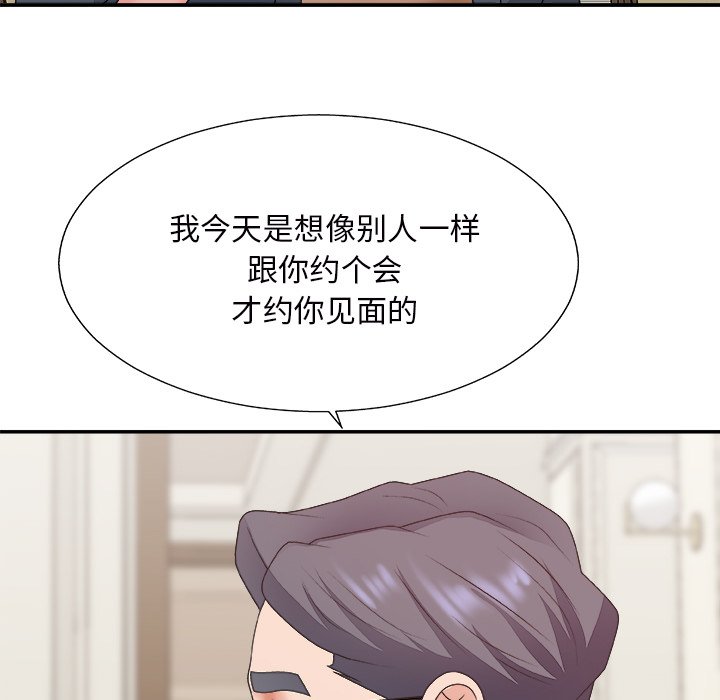 我今天是想像别人一样
跟你约个会
才约你见面的